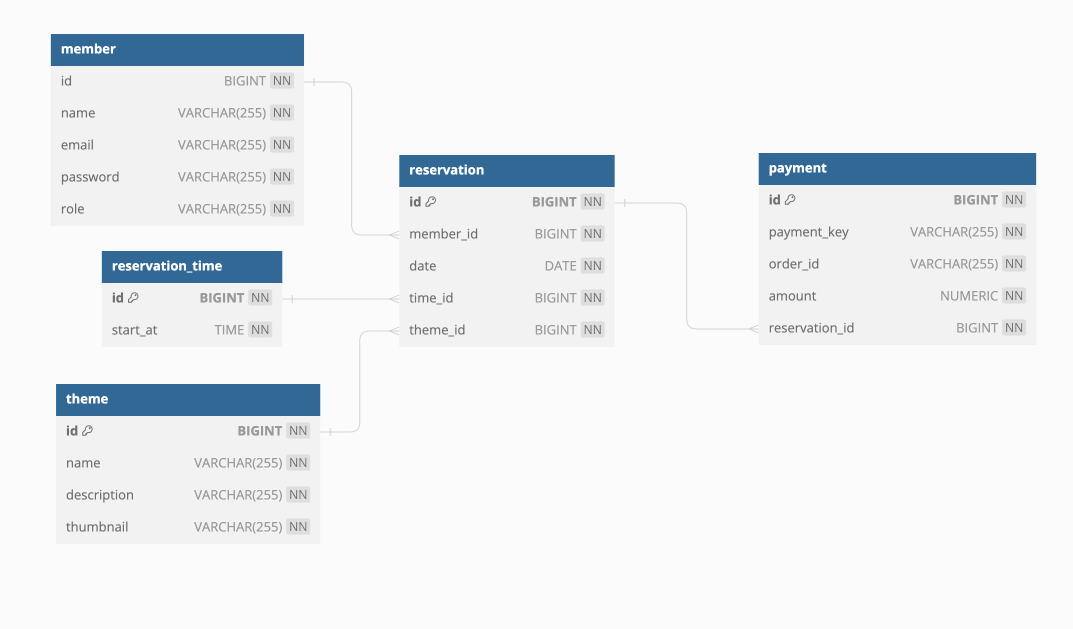 member
id BIGINT NN
name VARCHAR(255) NN
email VARCHAR(255) NN
password VARCHAR(255) NN
role VARCHAR(255) NN
reservation_time
id BIGINT NN
start_at TIME NN
theme
id BIGINT NN
name VARCHAR(255) NN
description VARCHAR(255) NN
thumbnail VARCHAR(255) NN
reservation
id BIGINT NN
member_id BIGINT NN
date DATE NN
time_id BIGINT NN
theme_id BIGINT NN
payment
id BIGINT NN
payment_key VARCHAR(255) NN
order_id VARCHAR(255) NN
amount NUMERIC NN
reservation_id BIGINT NN